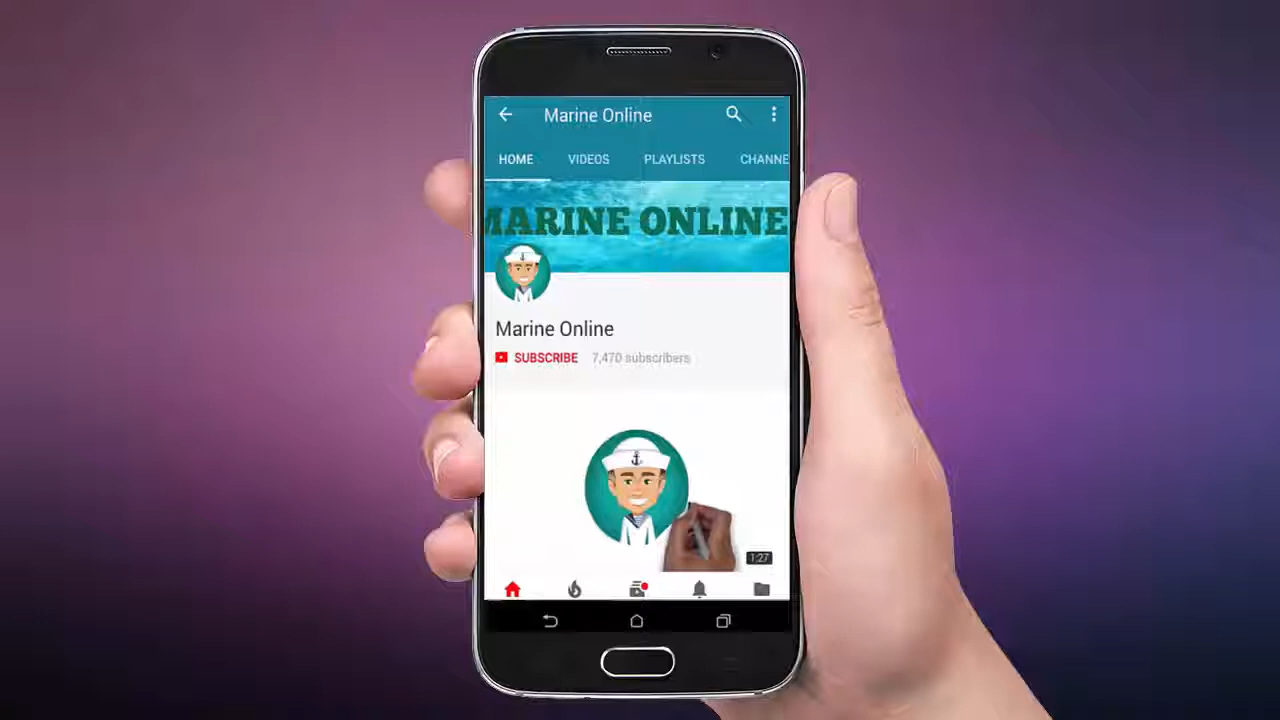 Marine Online
HOME VIDEOS PLAYLISTS CHANNE
MARINE ONLINE
Marine Online
SUBSCRIBE 7,470 subscribers
1:27